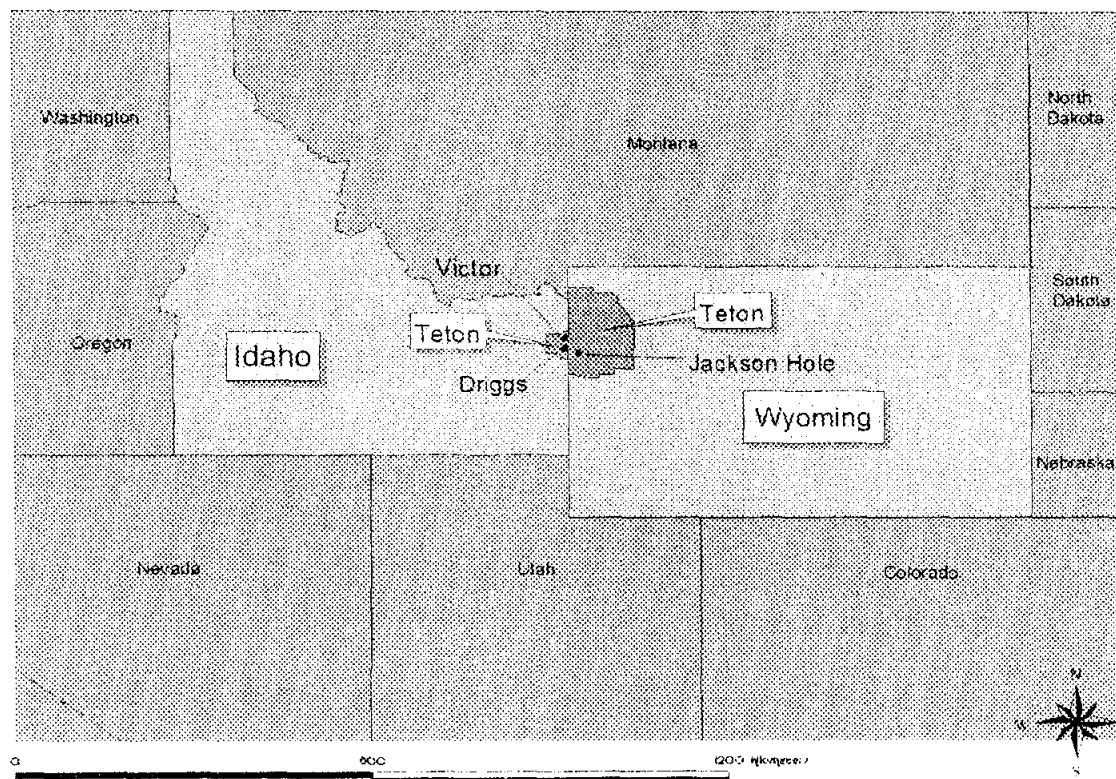 Washington
North
Dakota
Montana
Victor
South
Dakota
Teton
Teton
Oregon
Idaho
Jackson Hole
Driggs
Wyoming
Nebraska
Nevada
Utah
Colorado
N
W
S
0
600
1200